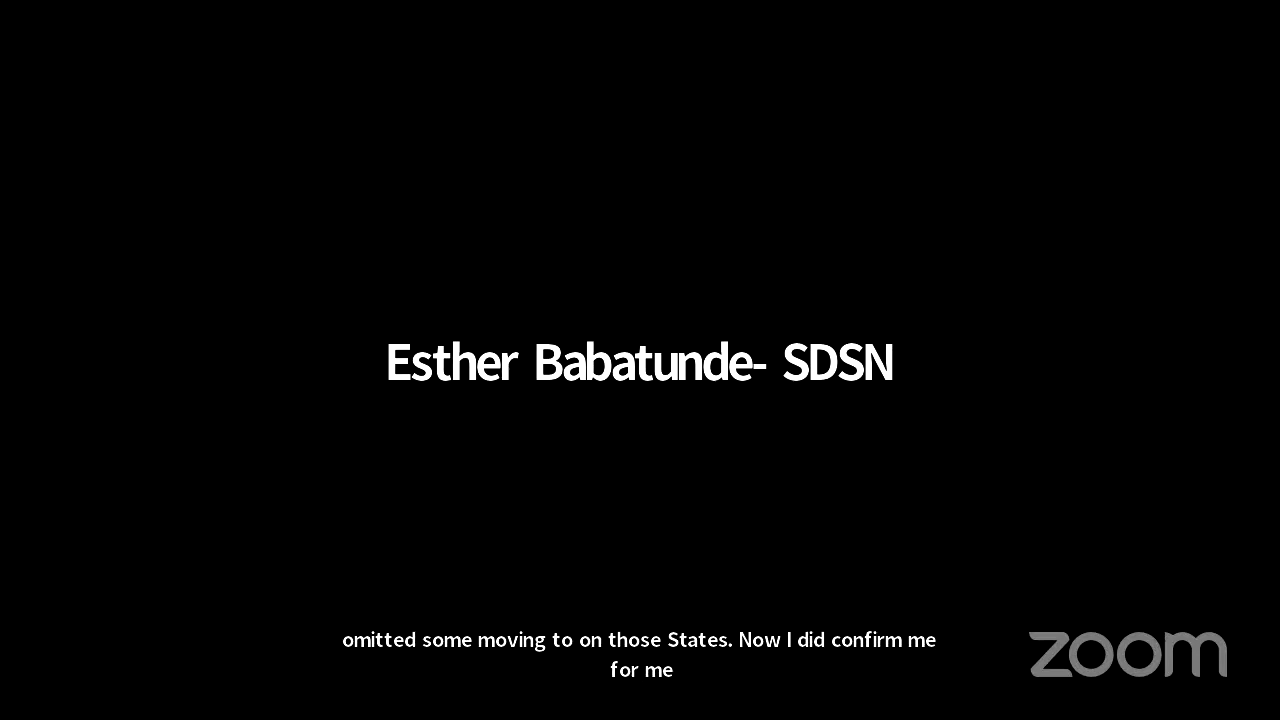 Esther Babatunde- SDSN
omitted some moving to on those States. Now I did confirm me
for me
zoom